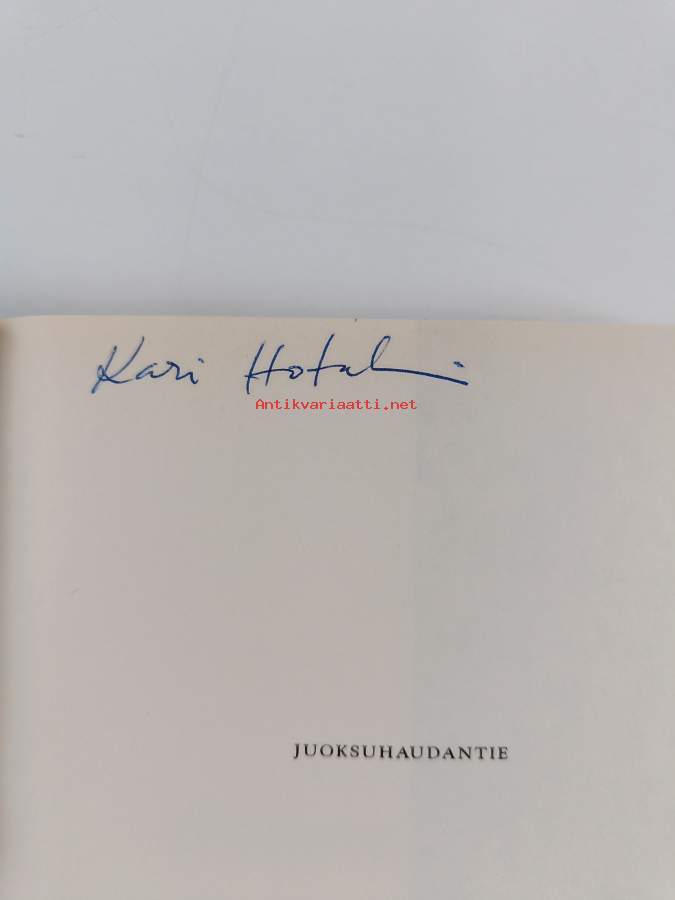 Kari Hotakainen
Antikvariaatti.net
JUOKSUHAUDANTIE